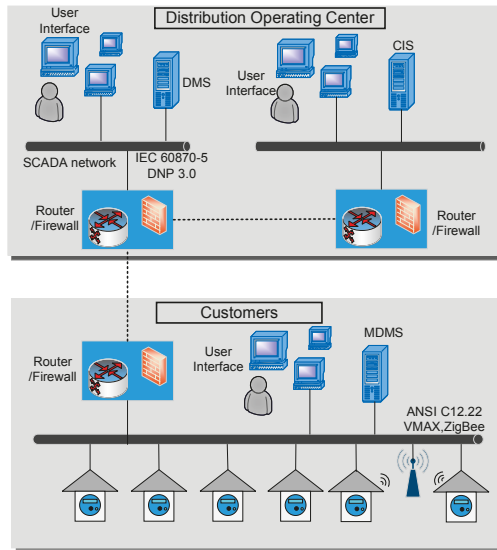 Distribution Operating Center
User
Interface
DMS
User
Interface
CIS
SCADA network
IEC 60870-5
DNP 3.0
Router
/Firewall
Router
/Firewall
Customers
Router
/Firewall
User
Interface
MDMS
ANSI C12.22
VMAX,ZigBee